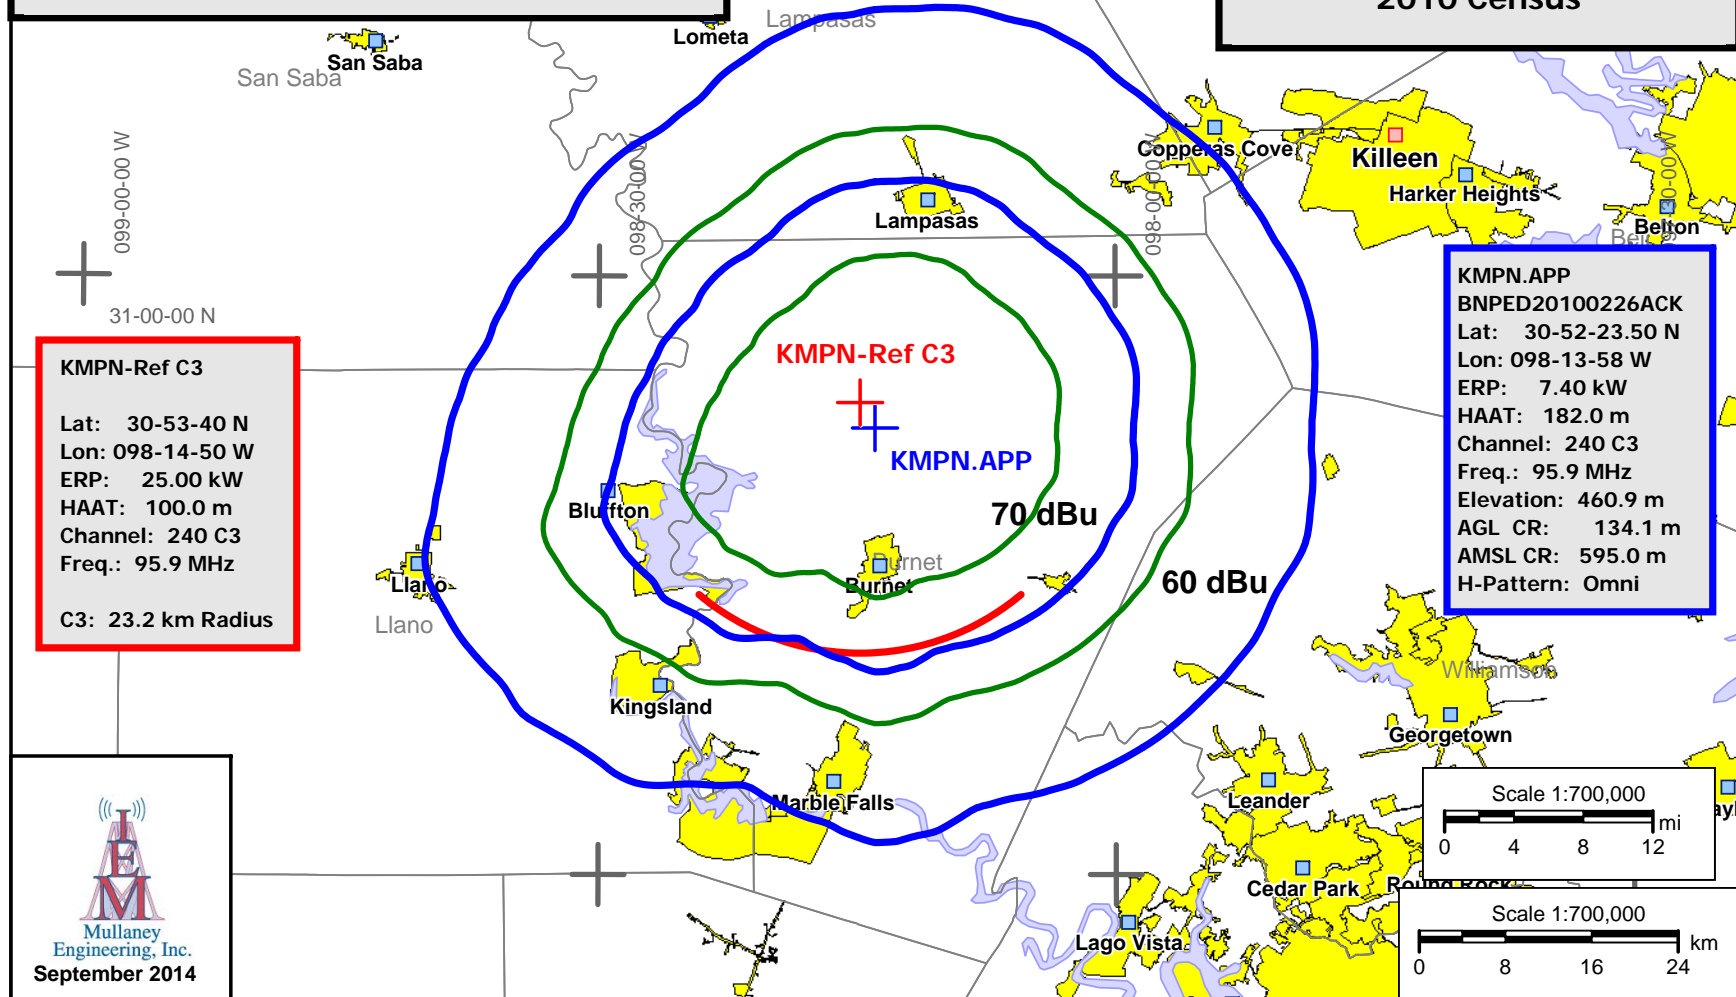 2010 Census
Lampasas
Lometa
San Saba
San Saba
Copperas Cove
Killeen
Harker Heights
Belton
099-00-00 W
098-30-00 W
098-00-00 W
Lampasas
31-00-00 N
KMPN-Ref C3
Lat: 30-53-40 N
Lon: 098-14-50 W
ERP: 25.00 kW
HAAT: 100.0 m
Channel: 240 C3
Freq.: 95.9 MHz
C3: 23.2 km Radius
KMPN-Ref C3
KMPN.APP
KMPN.APP
BNPED20100226ACK
Lat: 30-52-23.50 N
Lon: 098-13-58 W
ERP: 7.40 kW
HAAT: 182.0 m
Channel: 240 C3
Freq.: 95.9 MHz
Elevation: 460.9 m
AGL CR: 134.1 m
AMSL CR: 595.0 m
H-Pattern: Omni
70 dBu
60 dBu
Bluffton
Llano
Llano
Burnet
Burnet
Kingsland
Marble Falls
Williamson
Georgetown
Leander
Cedar Park
Round Rock
Lago Vista
Scale 1:700,000
mi
0 4 8 12
Scale 1:700,000
km
0 8 16 24
IEM
Mullaney
Engineering, Inc.
September 2014